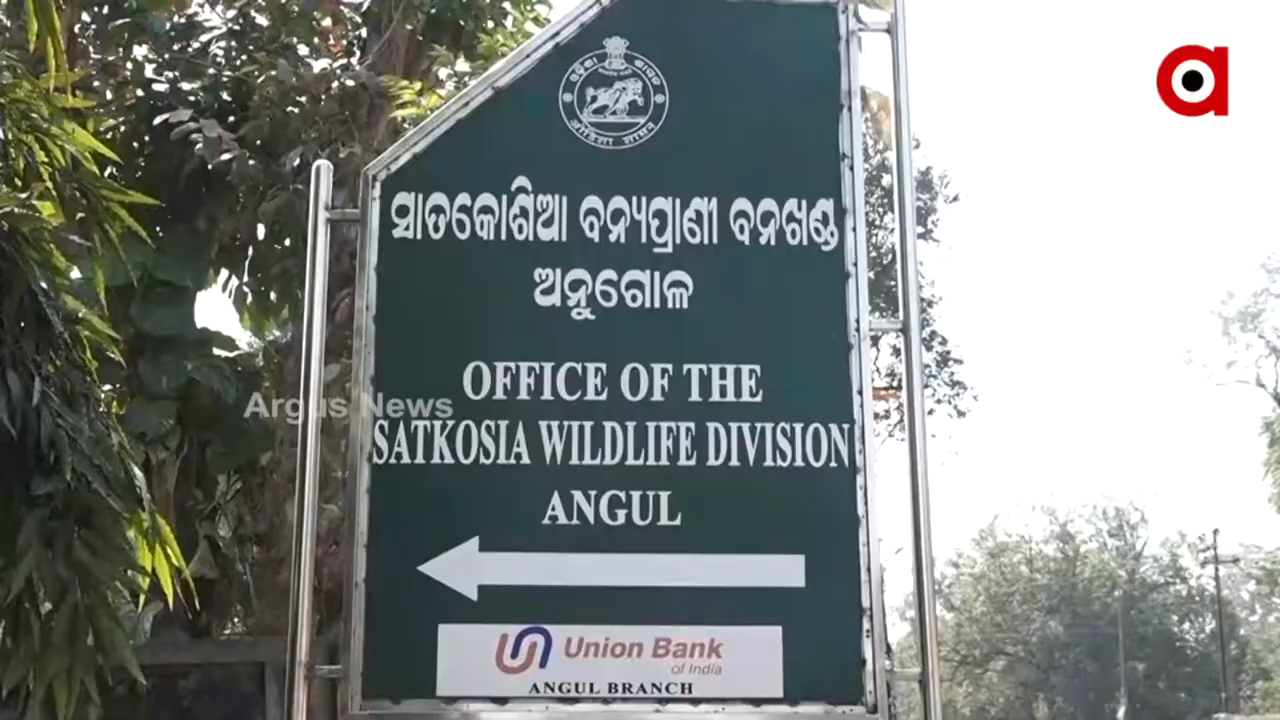 ସାତକୋଶିଆ ବନ୍ୟପ୍ରାଣୀ ବନଖଣ୍ଡ
ଅନୁଗୋଳ
OFFICE OF THE
Argus News
SATKOSIA WILDLIFE DIVISION
ANGUL
Union Bank
of India
ANGUL BRANCH